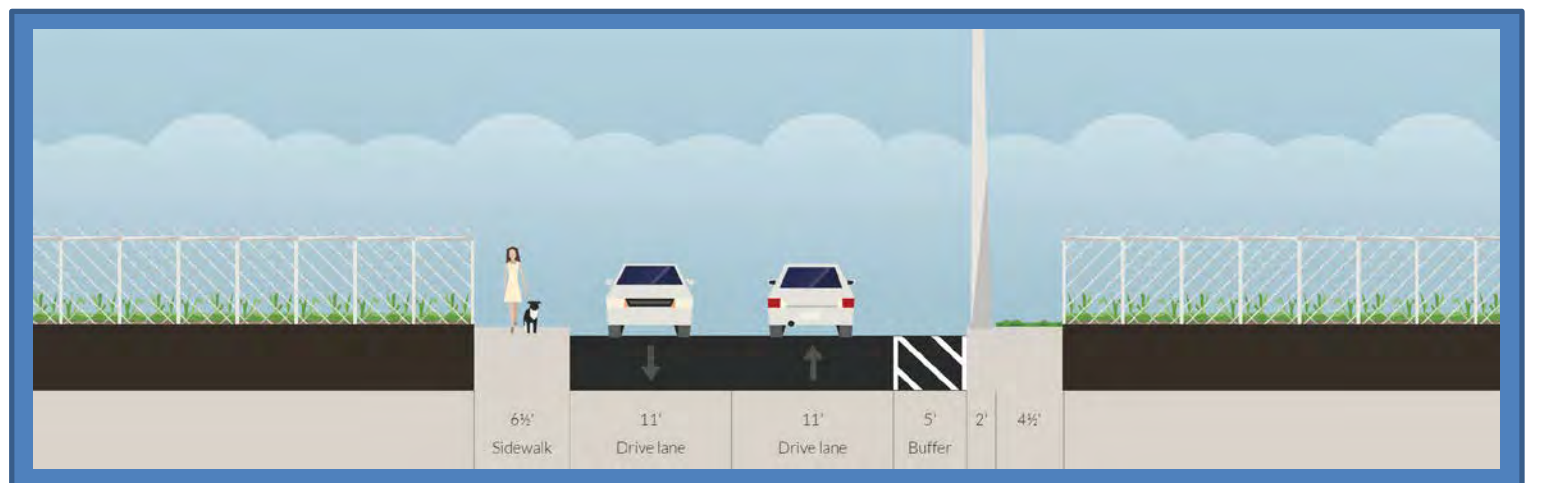 6½' 11' 11' 5' 2' 4½'
Sidewalk Drive lane Drive lane Buffer